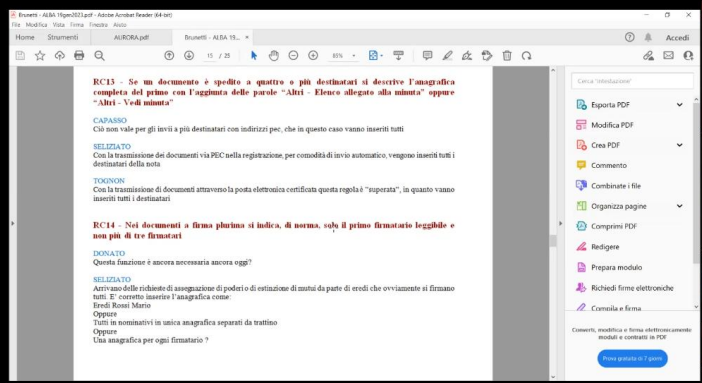 Brunetti - ALBA 19gen2023.pdf - Adobe Acrobat Reader (64-bit)
File Modifica Vista Firma Finestra Aiuto
Home Strumenti AURORA.pdf Brunetti - ALBA 19... × Accedi
15 / 25 85%
RC13 - Se un documento è spedito a quattro o più destinatari si descrive l'anagrafica
completa del primo con l'aggiunta delle parole “Altri - Elenco allegato alla minuta” oppure
“Altri - Vedi minuta”
CAPASSO
Ciò non vale per gli invii a più destinatari con indirizzi pec, che in questo caso vanno inseriti tutti
SELIZIATO
Con la trasmissione dei documenti via PEC nella registrazione, per comodità di invio automatico, vengono inseriti tutti i
destinatari della nota
TOGNON
Con la trasmissione di documenti attraverso la posta elettronica certificata questa regola è “superata”, in quanto vanno
inseriti tutti i destinatari
RC14 - Nei documenti a firma plurima si indica, di norma, solo il primo firmatario leggibile e
non più di tre firmatari
DONATO
Questa funzione è ancora necessaria ancora oggi?
SELIZIATO
Arrivano delle richieste di assegnazione di poderi o di estinzione di mutui da parte di eredi che ovviamente si firmano
tutti. E' corretto inserire l'anagrafica come:
Eredi Rossi Mario
Oppure
Tutti in nominativi in unica anagrafica separati da trattino
Oppure
Una anagrafica per ogni firmatario ?
Esporta PDF
Modifica PDF
Crea PDF
Commento
Combinate i file
Organizza pagine
Comprimi PDF
Redigere
Prepara modulo
Richiedi firme elettroniche
Compila e firma
Converti, modifica e firma elettronicamente
moduli e contratti in PDF
Prova gratuita di 7 giorni